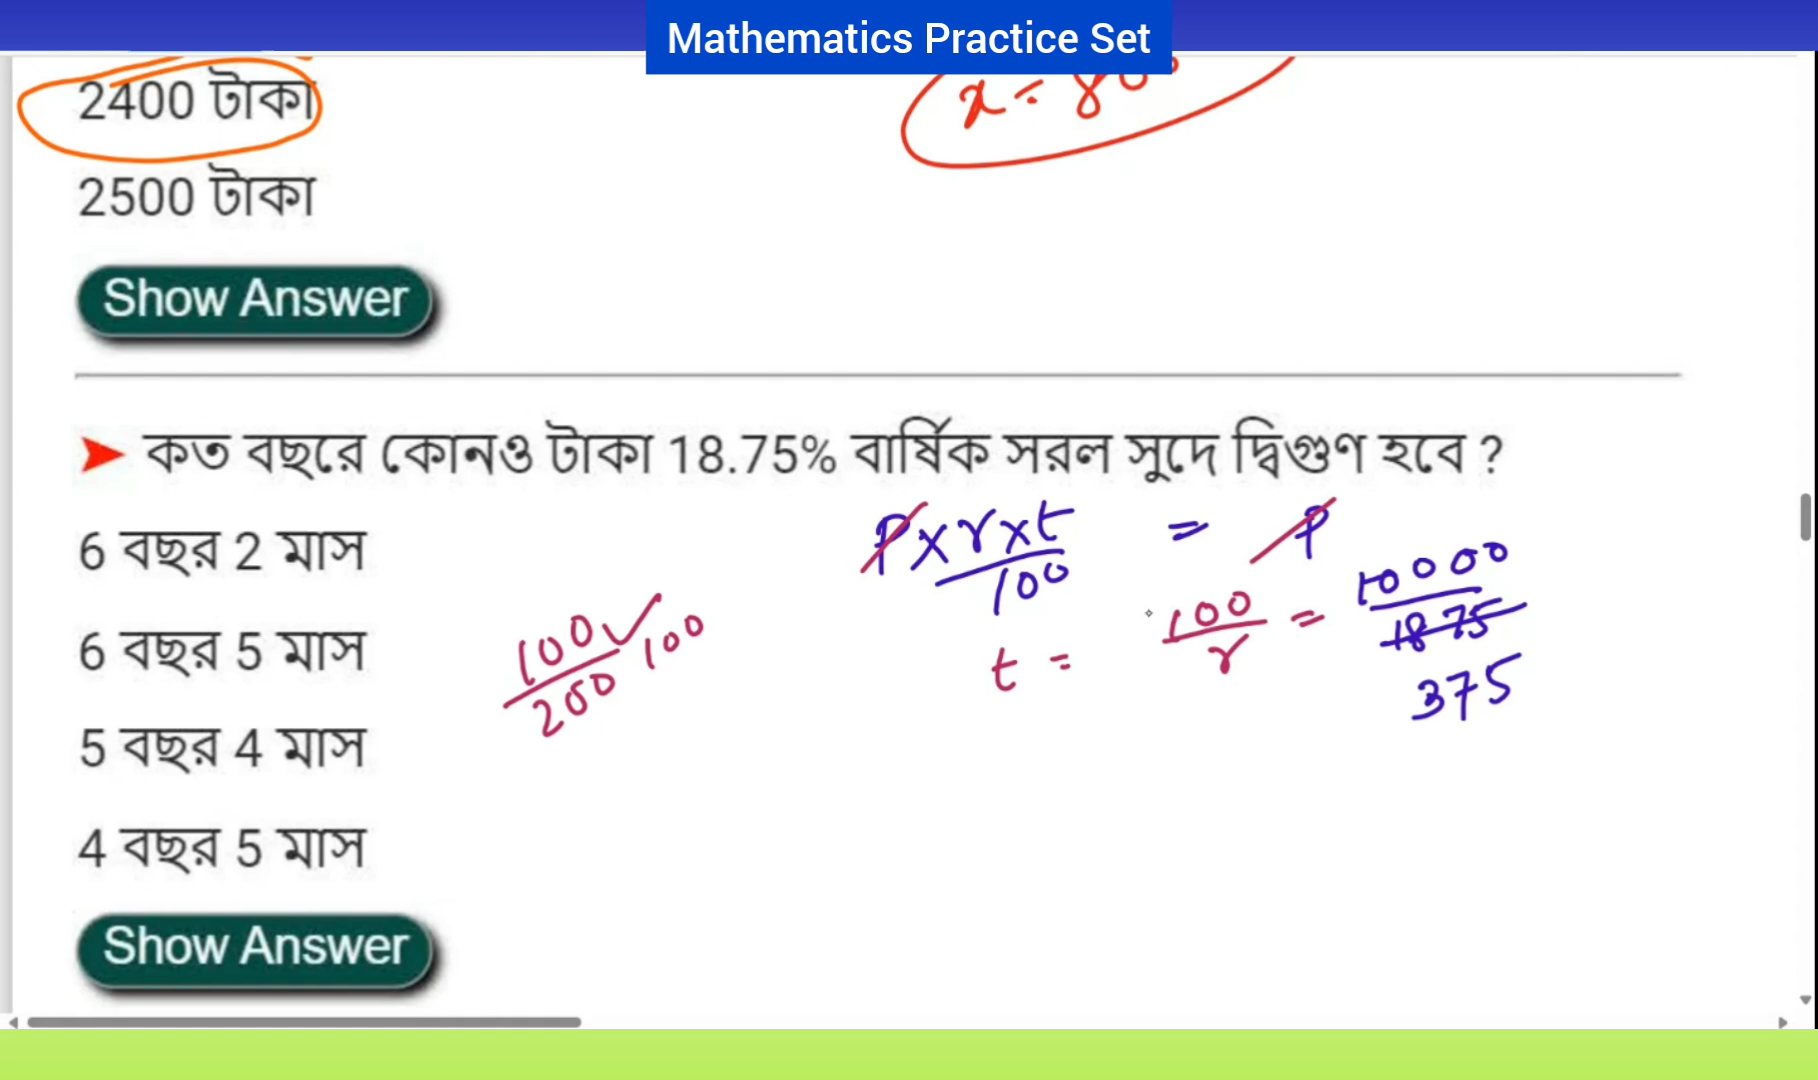 Mathematics Practice Set
2400 টাকা
x = 80
2500 টাকা
Show Answer
➤ কত বছরে কোনও টাকা 18.75% বার্ষিক সরল সুদে দ্বিগুণ হবে ?
6 বছর 2 মাস
P x r x t / 100 = P
6 বছর 5 মাস
100 / 200 100
t = 100 / r = 10000 / 1875
375
5 বছর 4 মাস
4 বছর 5 মাস
Show Answer